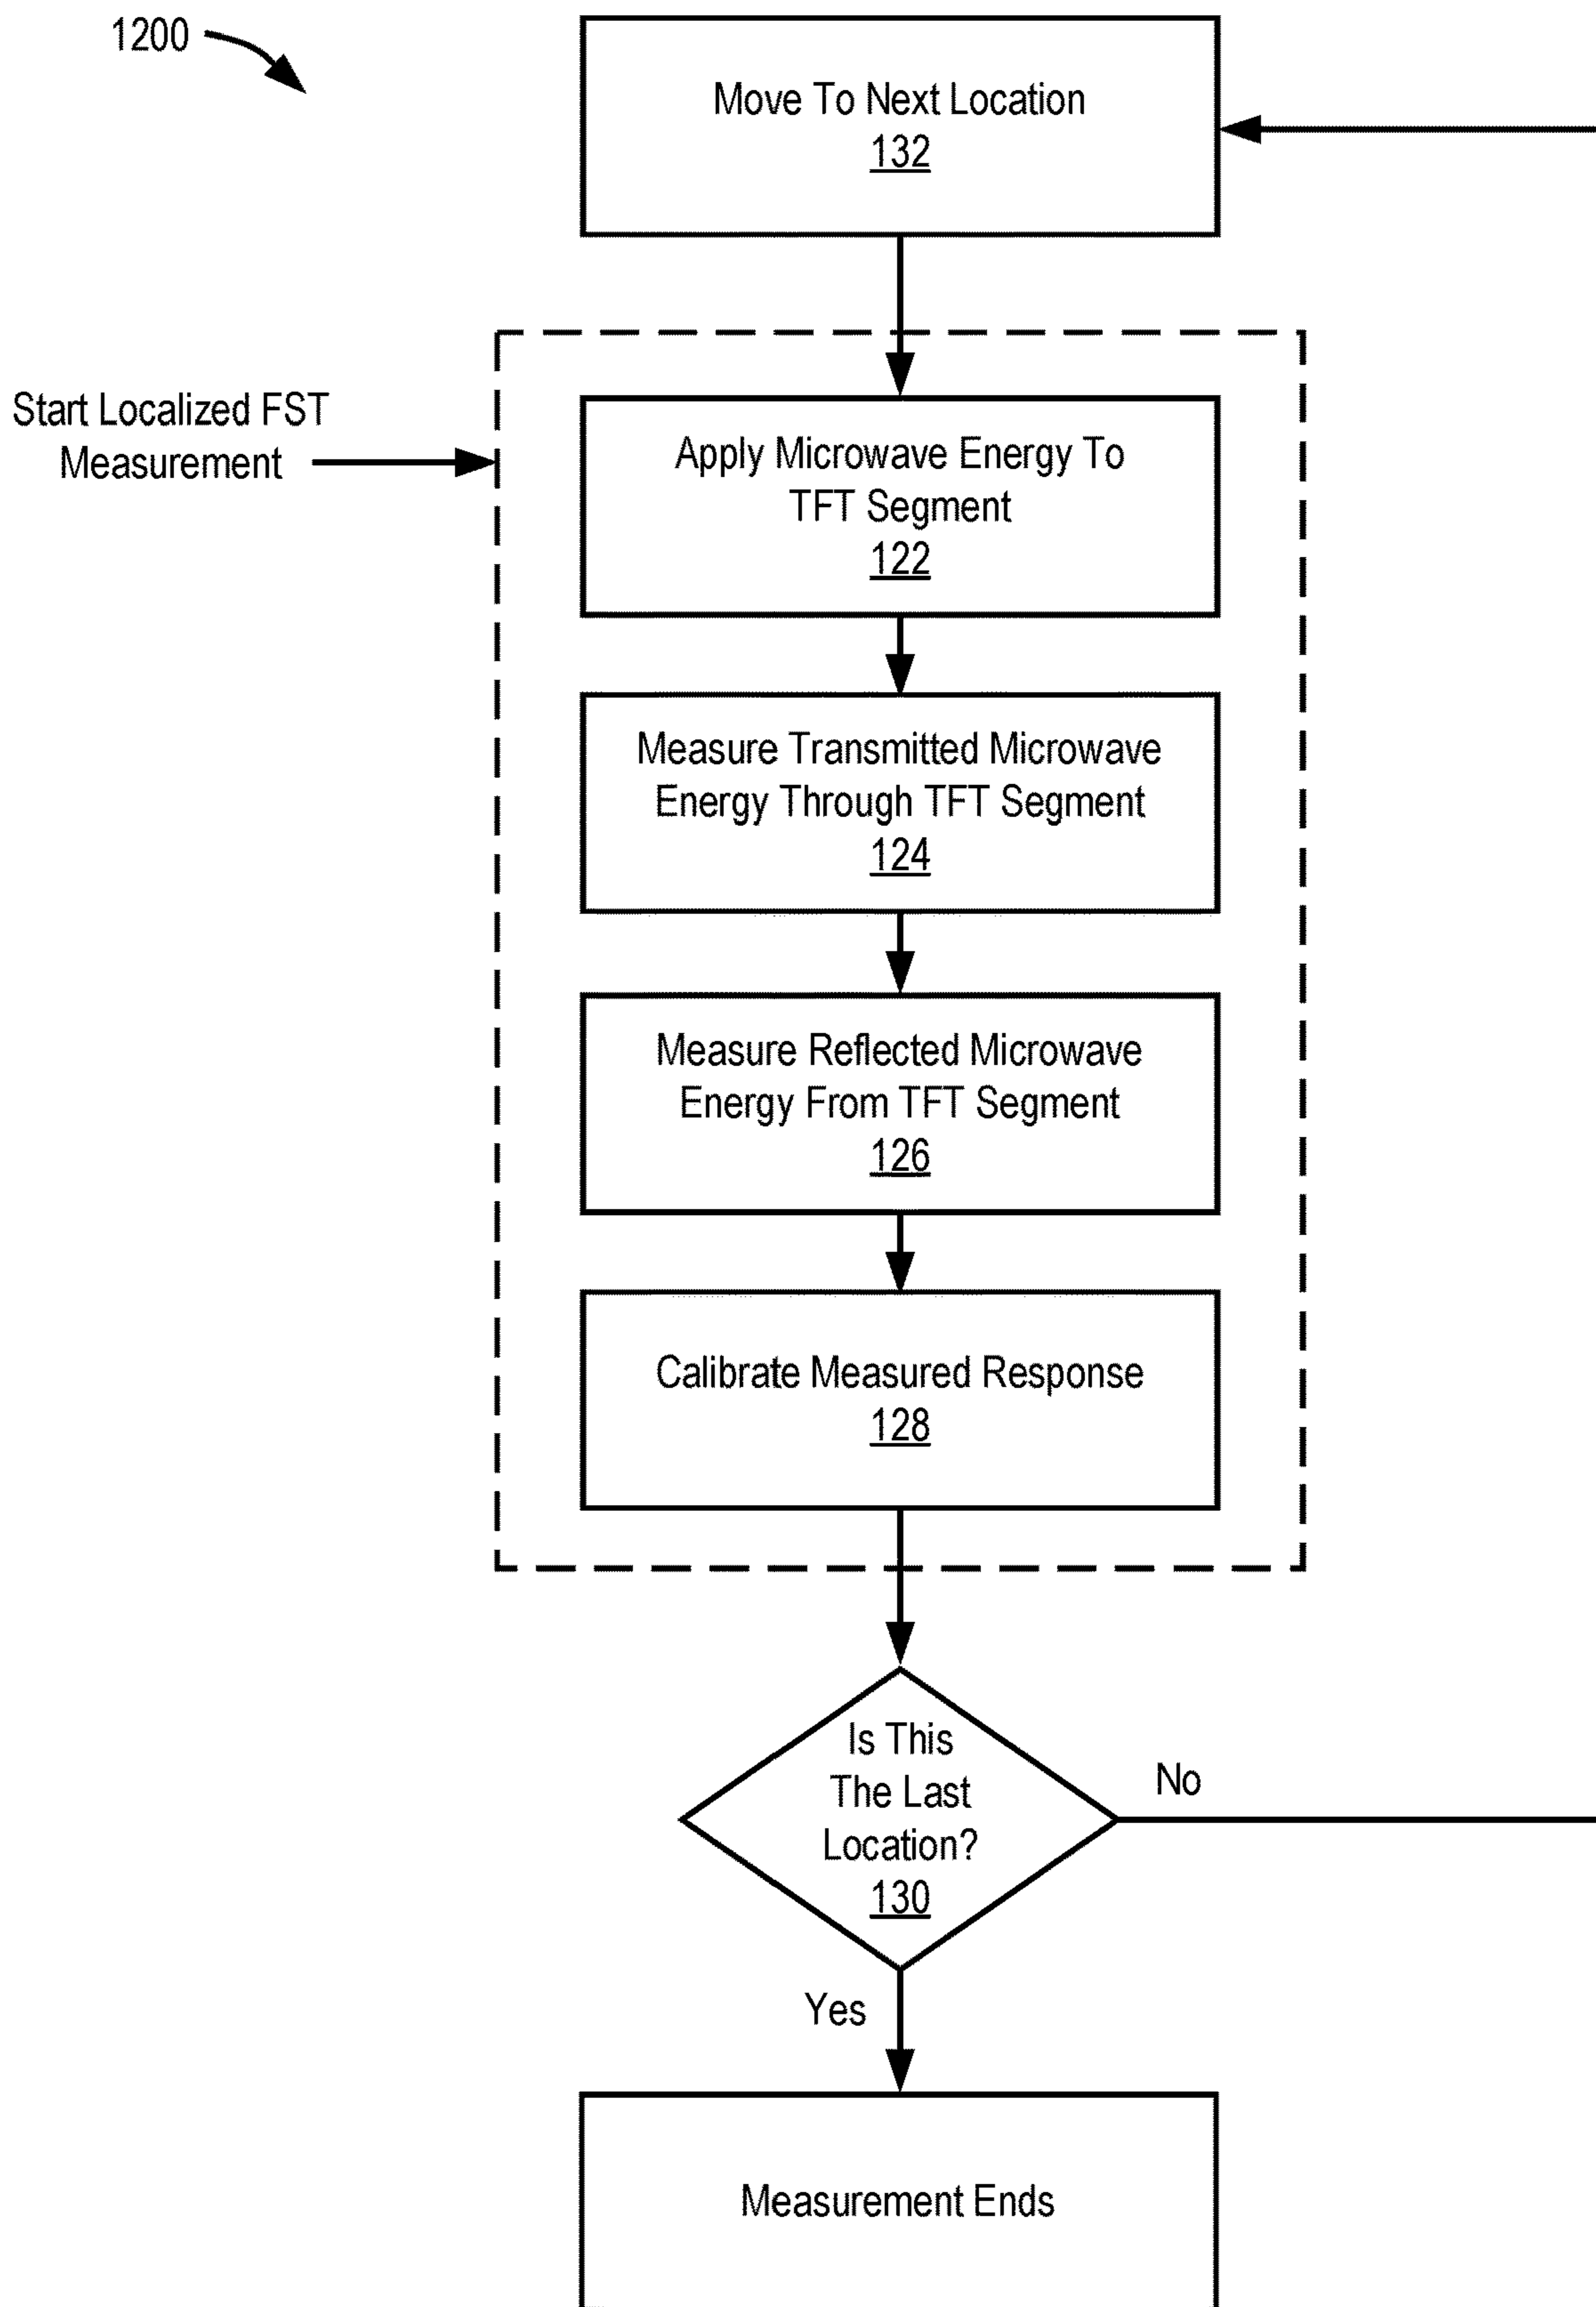 1200
Move To Next Location
132
Start Localized FST
Measurement
Apply Microwave Energy To
TFT Segment
122
Measure Transmitted Microwave
Energy Through TFT Segment
124
Measure Reflected Microwave
Energy From TFT Segment
126
Calibrate Measured Response
128
Is This
The Last
Location?
130
No
Yes
Measurement Ends